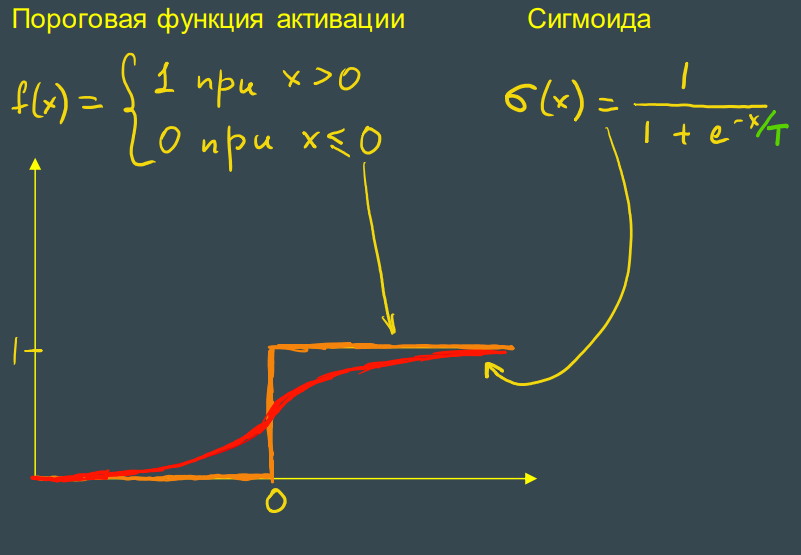 Пороговая функция активации
Сигмоида
f(x) = { 1 при x > 0
0 при x ≤ 0
σ(x) = 1 / (1 + e^(-x/T))
1
0